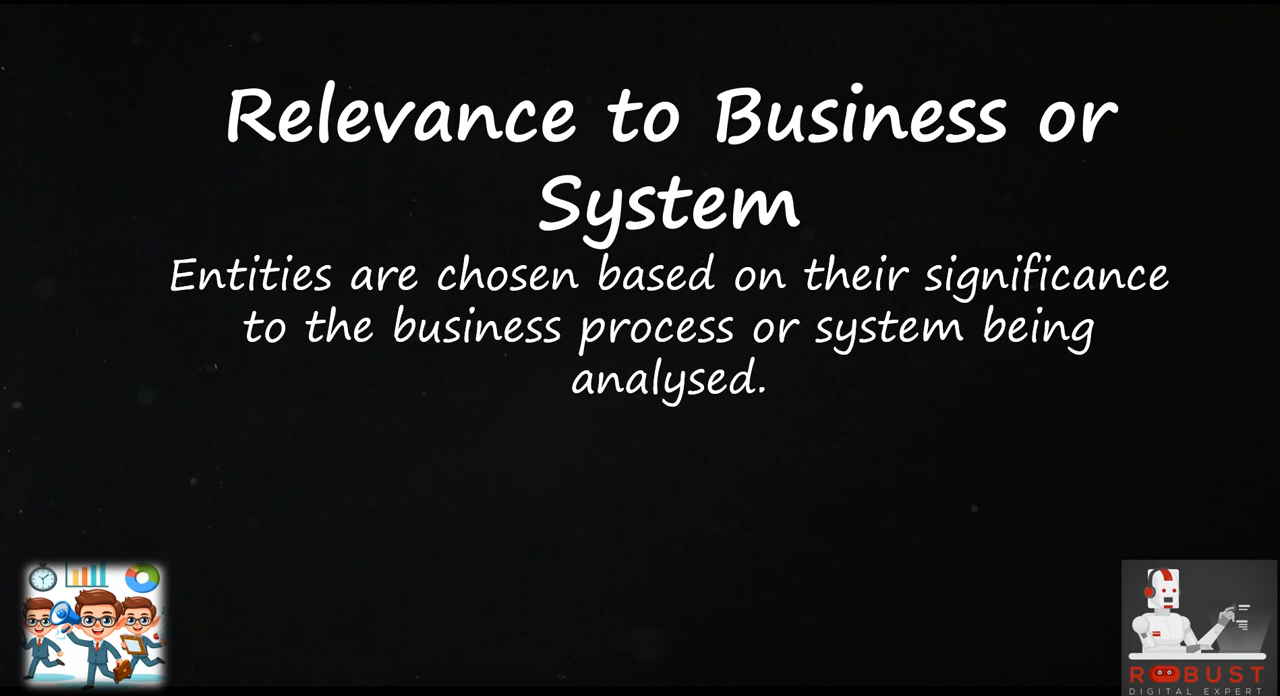 Relevance to Business or
System
Entities are chosen based on their significance
to the business process or system being
analysed.
ROBUST
DIGITAL EXPERT